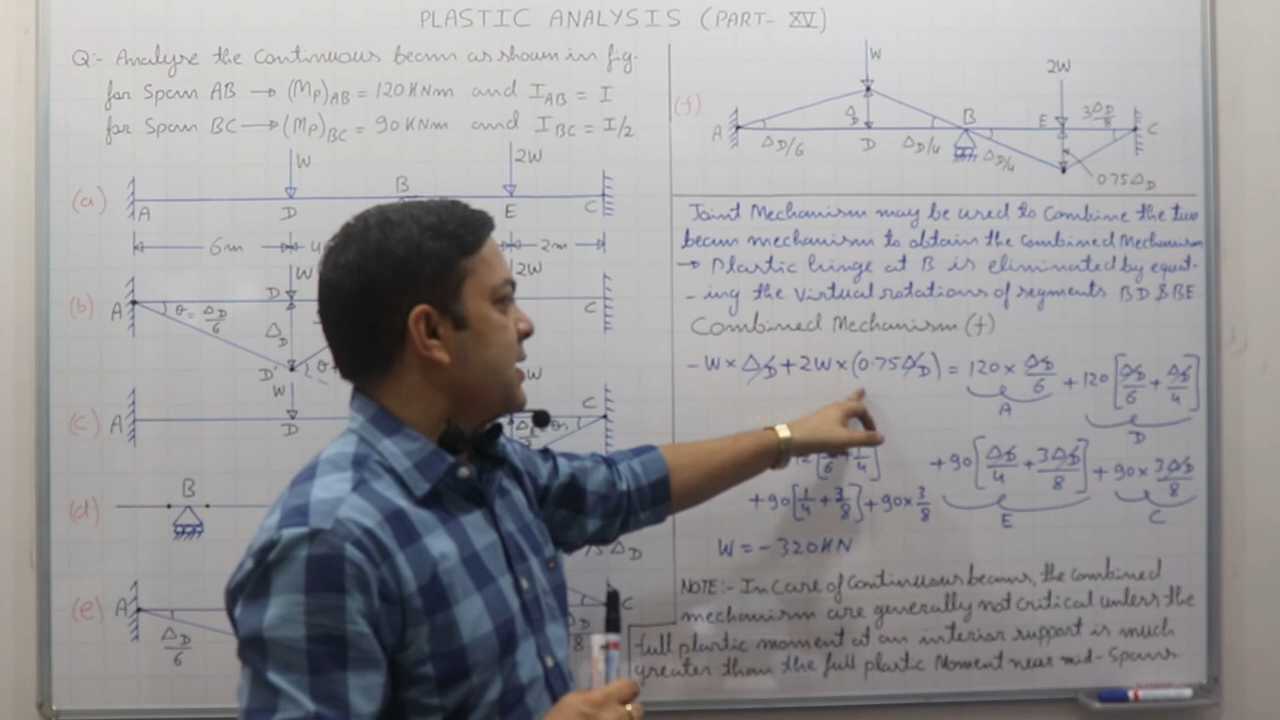 PLASTIC ANALYSIS (PART- XV)
Q:- Analyse the Continuous beam as shown in fig.
for Span AB → (Mp)AB = 120 KNm and IAB = I
for Span BC → (Mp)BC = 90 KNm and IBC = I/2
(a)
W
2W
B
A
D
E
C
6m
2m
(b)
W
2W
A
D
C
θ = ΔD/6
ΔD
D'
θ
(c)
W
W
A
D
C
θ1
(d)
B
(e)
A
ΔD/6
C
(f)
W
2W
A
ΔD/6
ΔD
D
ΔD/4
B
ΔD/4
E
3ΔD/8
C
0.75ΔD
Joint Mechanism may be used to Combine the two
beam mechanism to obtain the Combined Mechanism
→ Plastic hinge at B is eliminated by equat-
-ing the virtual rotations of segments BD & BE
Combined Mechanism (f)
-W×ΔD+2W×(0.75ΔD) = 120×ΔD/6 + 120[ΔD/6+ΔD/4]
A
D
+90[ΔD/4+3ΔD/8] + 90×3ΔD/8
E
C
+90[1/4+3/8]+90×3/8
W = -320KN
NOTE:- In Case of Continuous beams, the combined
mechanism are generally not critical unless the
full plastic moment at an interior support is much
greater than the full plastic Moment near mid-Spans.